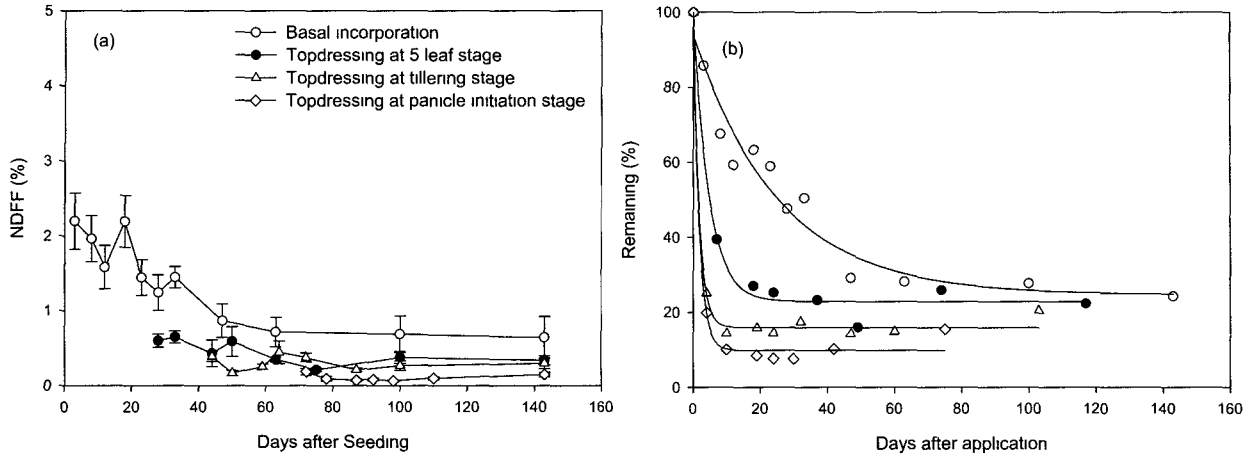 (a)
Basal incorporation
Topdressing at 5 leaf stage
Topdressing at tillering stage
Topdressing at panicle initiation stage
NDFF (%)
5
4
3
2
1
0
0 20 40 60 80 100 120 140 160
Days after Seeding
(b)
Remaining (%)
100
80
60
40
20
0
0 20 40 60 80 100 120 140 160
Days after application